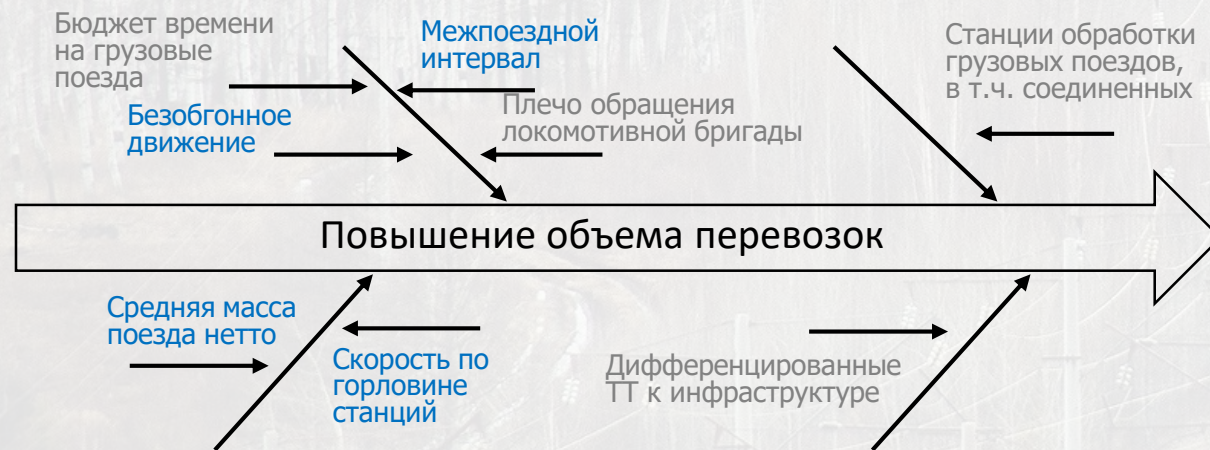 Бюджет времени
на грузовые
поезда
Межпоездной
интервал
Станции обработки
грузовых поездов,
в т.ч. соединенных
Безобгонное
движение
Плечо обращения
локомотивной бригады
Повышение объема перевозок
Средняя масса
поезда нетто
Скорость по
горловине
станций
Дифференцированные
ТТ к инфраструктуре